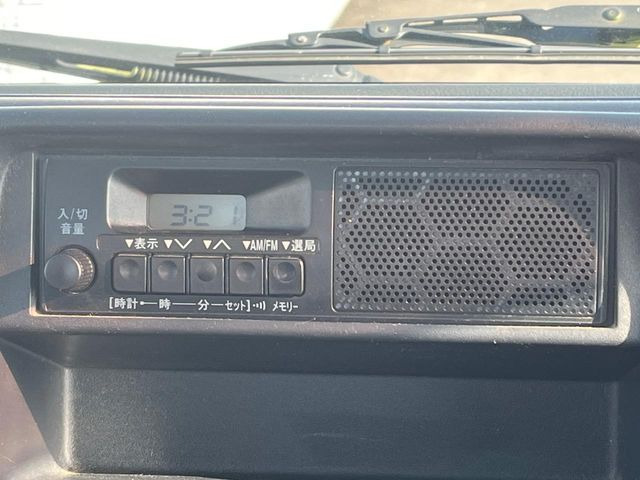 3:21
入/切
音量
▼表示 ▼∨ ▼∧ ▼AM/FM ▼選局
[時計 時 分 セット] メモリー